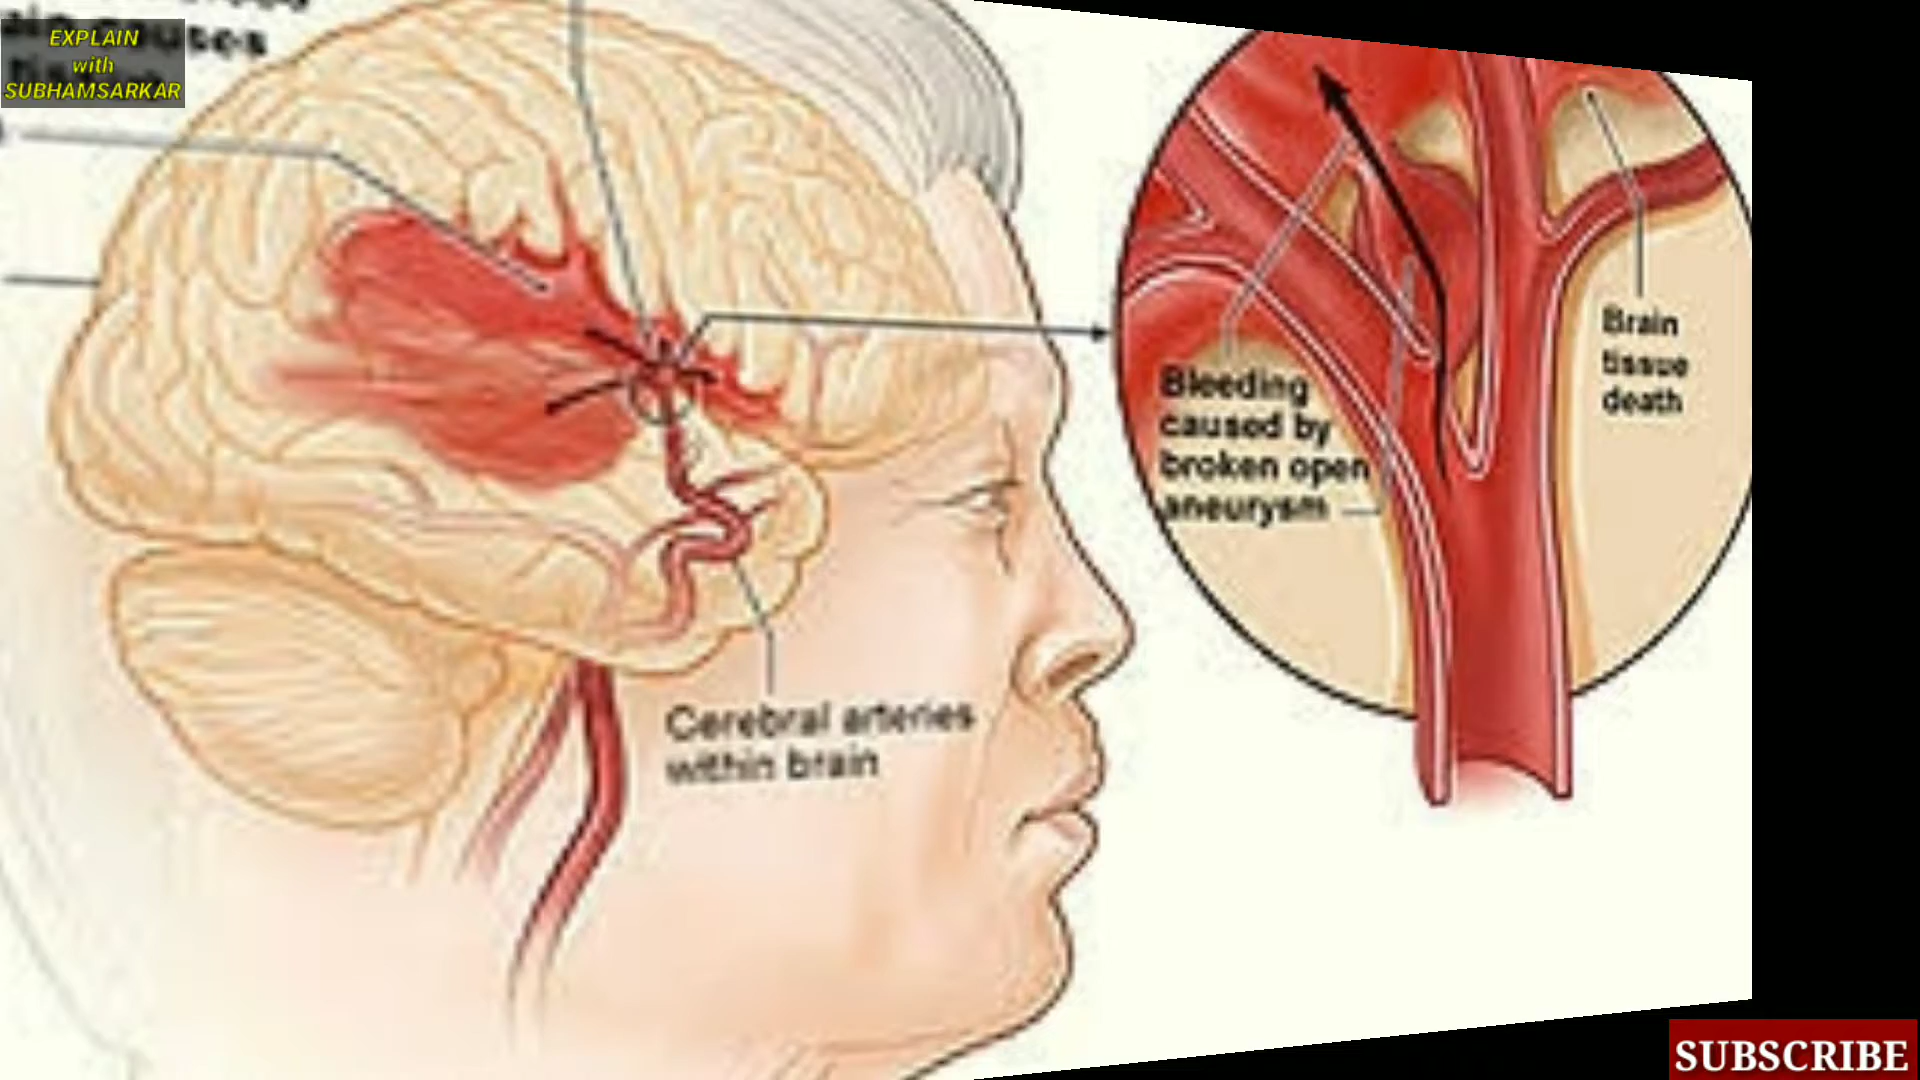 EXPLAIN
with
SUBHAMSARKAR
Bleeding
caused by
broken open
aneurysm
Brain
tissue
death
Cerebral arteries
within brain
SUBSCRIBE